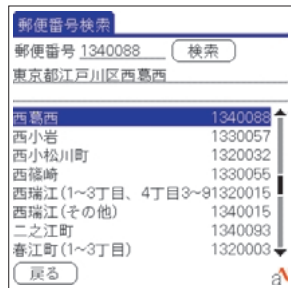 郵便番号検索
郵便番号 1340088 検索
東京都江戸川区西葛西
西葛西 1340088
西小岩 1330057
西小松川町 1320032
西篠崎 1330055
西瑞江(1~3丁目、4丁目3~9 1320015
西瑞江(その他) 1340015
二之江町 1340093
春江町(1~3丁目) 1320003
戻る a